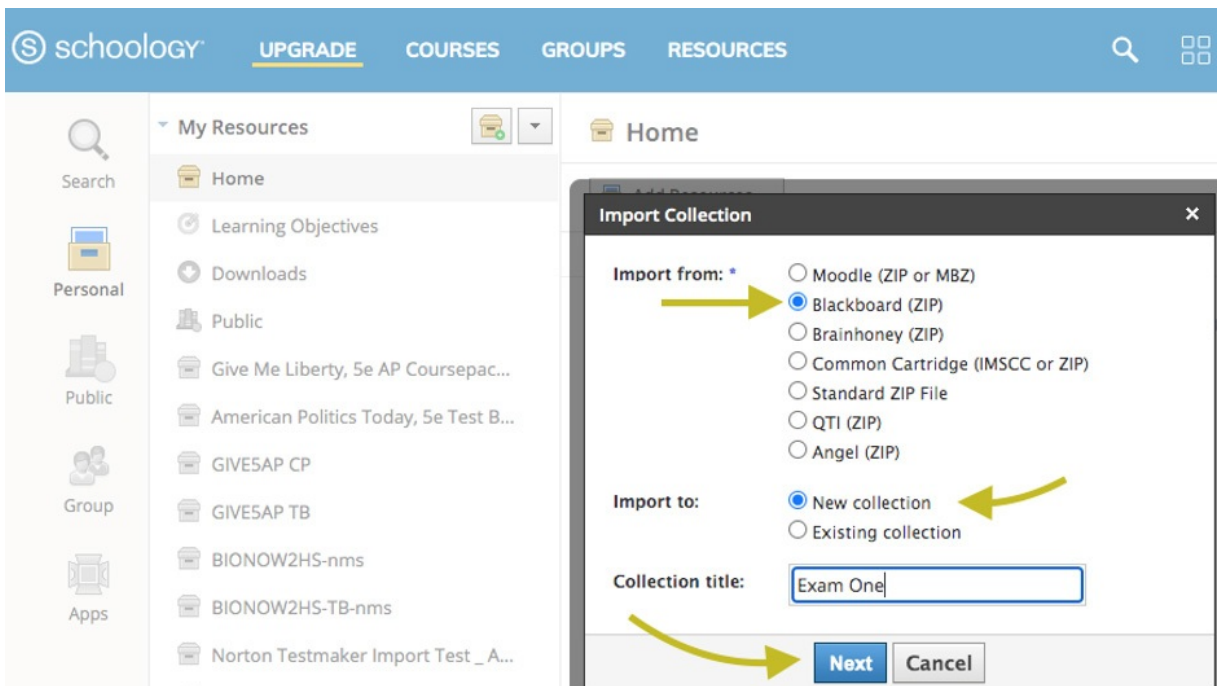 schoology UPGRADE COURSES GROUPS RESOURCES
Search
Personal
Public
Group
Apps
My Resources
Home
Learning Objectives
Downloads
Public
Give Me Liberty, 5e AP Coursepac...
American Politics Today, 5e Test B...
GIVE5AP CP
GIVE5AP TB
BIONOW2HS-nms
BIONOW2HS-TB-nms
Norton Testmaker Import Test _ A...
Home
Add Resources
Import Collection ×
Import from: *
Moodle (ZIP or MBZ)
Blackboard (ZIP)
Brainhoney (ZIP)
Common Cartridge (IMSCC or ZIP)
Standard ZIP File
QTI (ZIP)
Angel (ZIP)
Import to:
New collection
Existing collection
Collection title: Exam One
Next Cancel